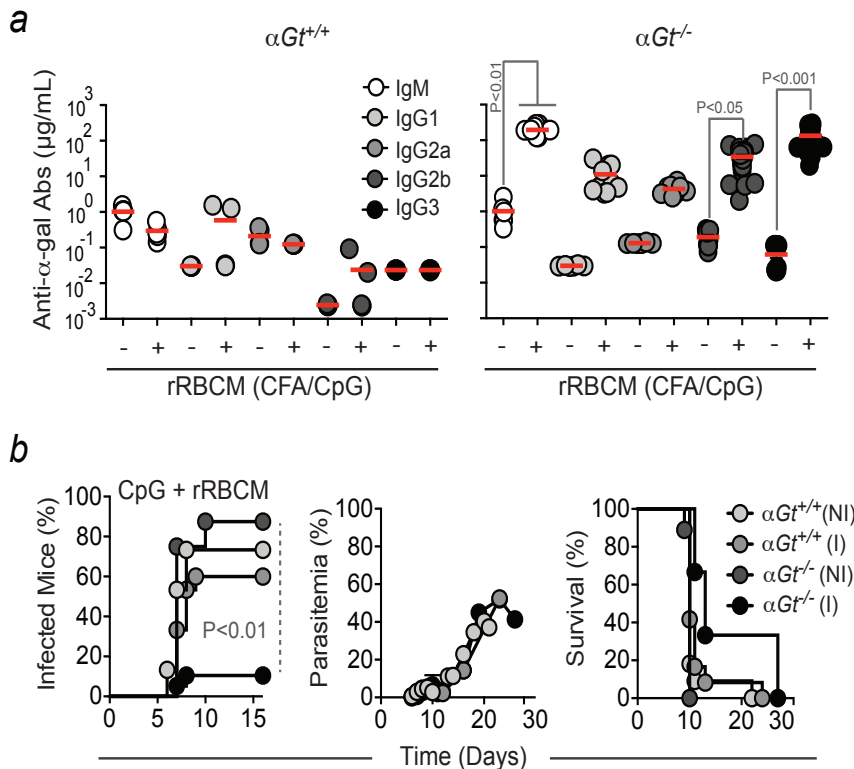 a
αGt+/+ αGt-/-
IgM
IgG1
IgG2a
IgG2b
IgG3
P<0.01
P<0.05
P<0.001
Anti-α-gal Abs (µg/mL)
10³
10²
10¹
10⁰
10⁻¹
10⁻²
10⁻³
- + - + - + - + - +
- + - + - + - + - +
rRBCM (CFA/CpG) rRBCM (CFA/CpG)
b
CpG + rRBCM
Infected Mice (%)
100
80
60
40
20
0
P<0.01
0 5 10 15
Parasitemia (%)
100
80
60
40
20
0
0 10 20 30
Survival (%)
100
80
60
40
20
0
0 10 20 30
αGt+/+ (NI)
αGt+/+ (I)
αGt-/- (NI)
αGt-/- (I)
Time (Days)